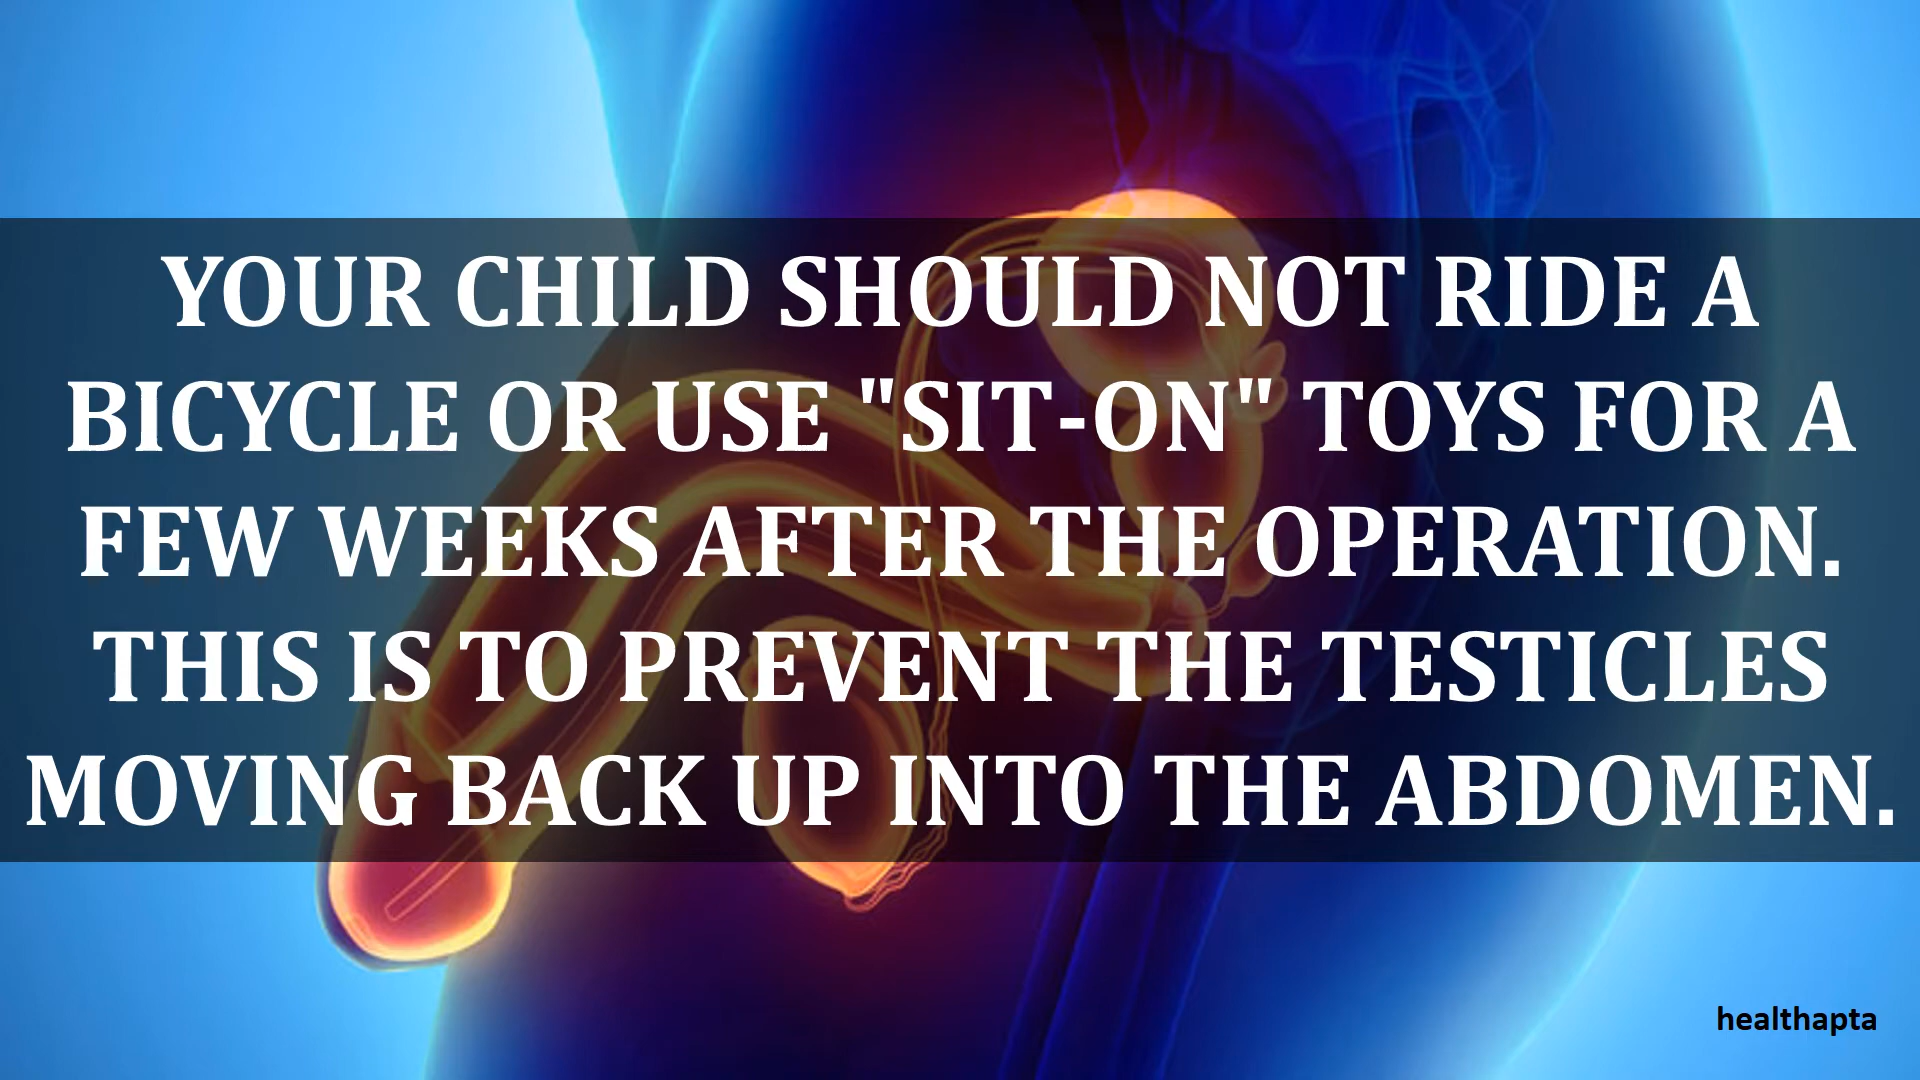 YOUR CHILD SHOULD NOT RIDE A
BICYCLE OR USE "SIT-ON" TOYS FOR A
FEW WEEKS AFTER THE OPERATION.
THIS IS TO PREVENT THE TESTICLES
MOVING BACK UP INTO THE ABDOMEN.
healthapta